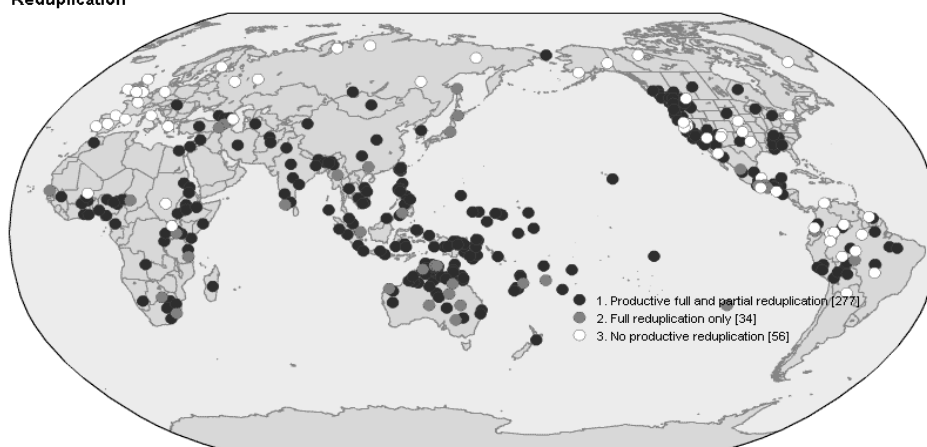 Reduplication
1. Productive full and partial reduplication [277]
2. Full reduplication only [34]
3. No productive reduplication [56]